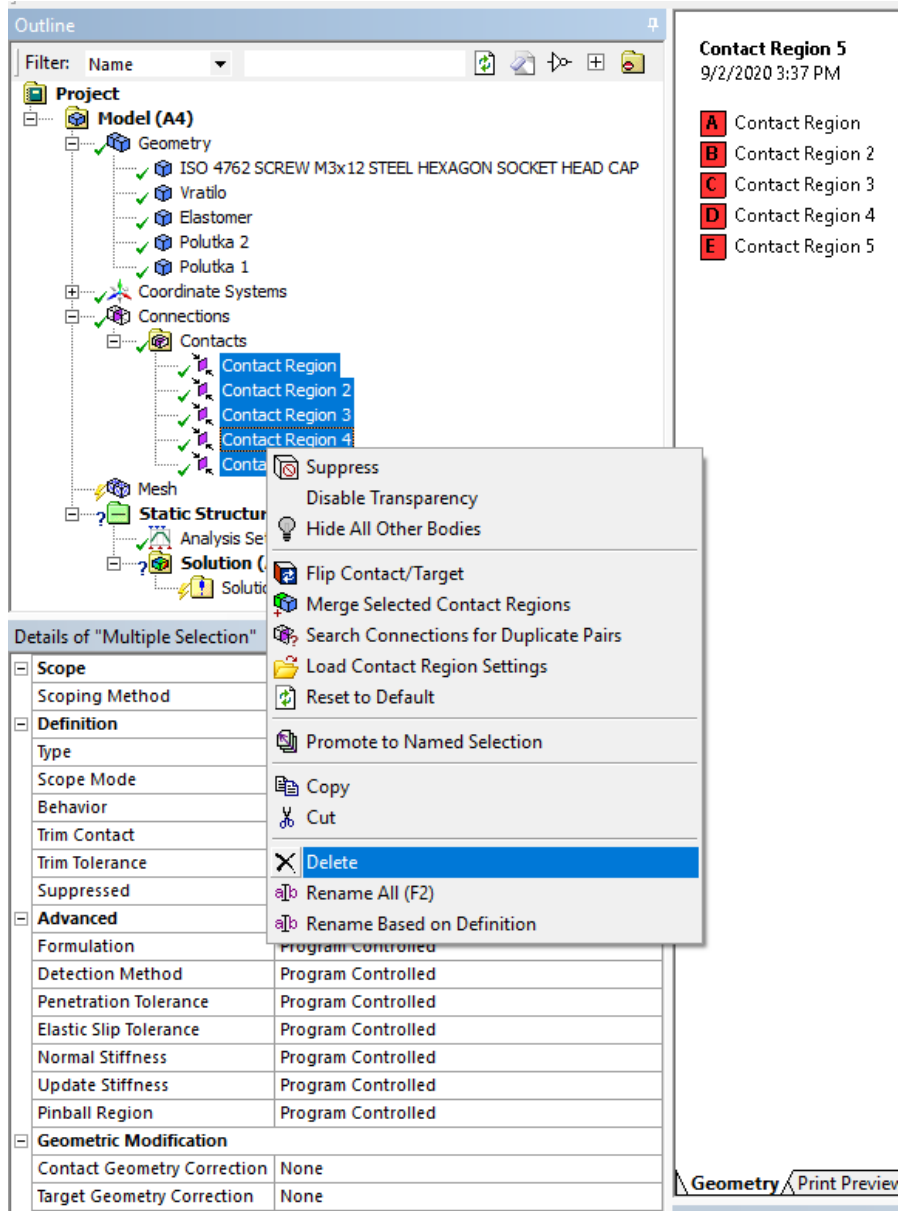 Outline
Filter: Name
Project
Model (A4)
Geometry
ISO 4762 SCREW M3x12 STEEL HEXAGON SOCKET HEAD CAP
Vratilo
Elastomer
Polutka 2
Polutka 1
Coordinate Systems
Connections
Contacts
Contact Region
Contact Region 2
Contact Region 3
Contact Region 4
Conta
Mesh
Static Structur
Analysis Se
Solution (
Soluti
Suppress
Disable Transparency
Hide All Other Bodies
Flip Contact/Target
Merge Selected Contact Regions
Search Connections for Duplicate Pairs
Load Contact Region Settings
Reset to Default
Promote to Named Selection
Copy
Cut
Delete
Rename All (F2)
Rename Based on Definition
Details of "Multiple Selection"
Scope
Scoping Method
Definition
Type
Scope Mode
Behavior
Trim Contact
Trim Tolerance
Suppressed
Advanced
Formulation Program Controlled
Detection Method Program Controlled
Penetration Tolerance Program Controlled
Elastic Slip Tolerance Program Controlled
Normal Stiffness Program Controlled
Update Stiffness Program Controlled
Pinball Region Program Controlled
Geometric Modification
Contact Geometry Correction None
Target Geometry Correction None
Contact Region 5
9/2/2020 3:37 PM
A Contact Region
B Contact Region 2
C Contact Region 3
D Contact Region 4
E Contact Region 5
Geometry Print Preview